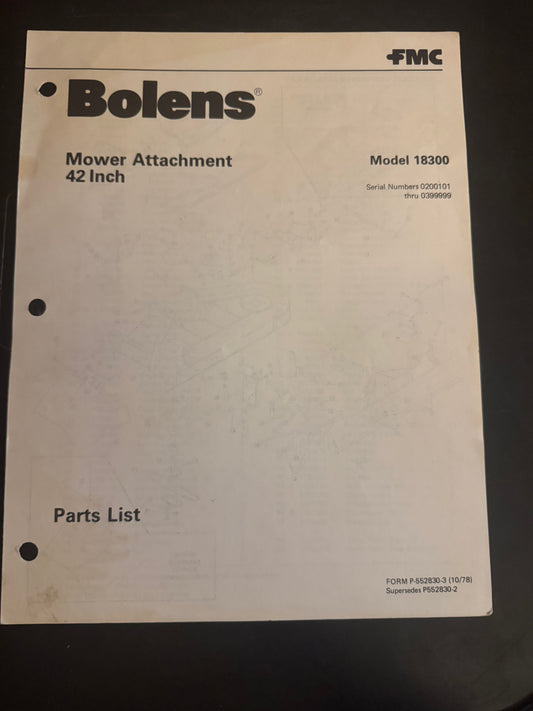 FMC
Bolens®
Mower Attachment
42 Inch
Model 18300
Serial Numbers 0200101
thru 0399999
Parts List
FORM P-552830-3 (10/78)
Supersedes P552830-2